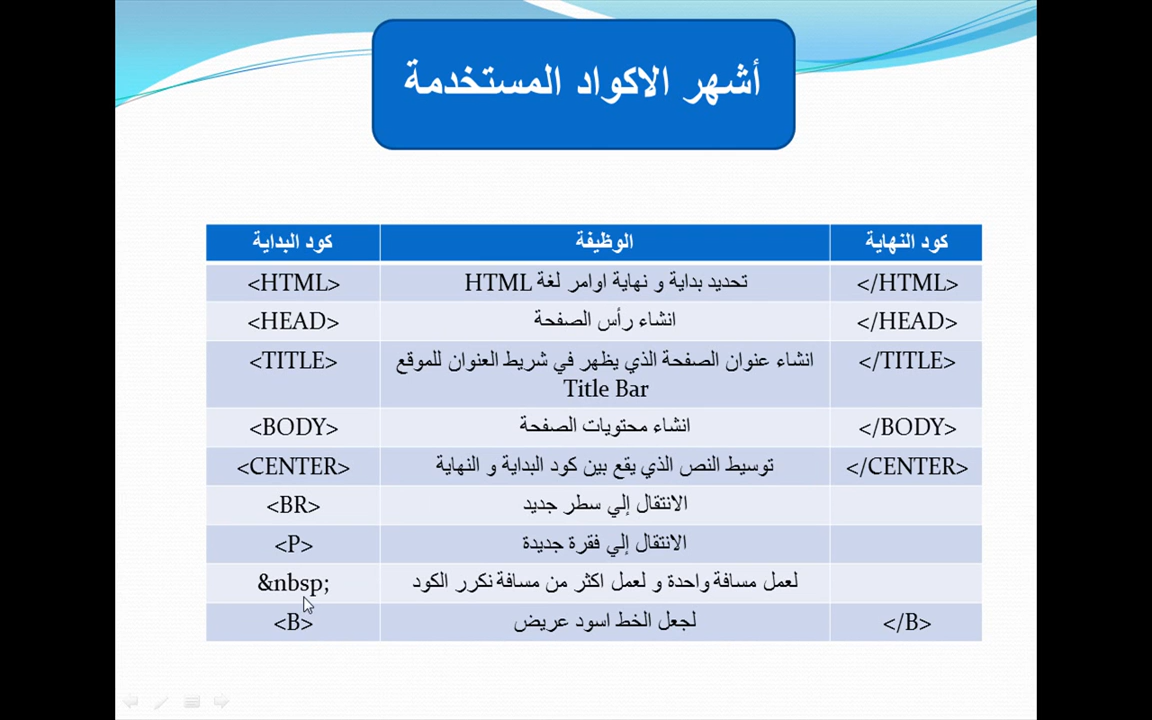 أشهر الاكواد المستخدمة
كود البداية الوظيفة كود النهاية
<HTML> تحديد بداية و نهاية اوامر لغة HTML </HTML>
<HEAD> انشاء رأس الصفحة </HEAD>
<TITLE> انشاء عنوان الصفحة الذي يظهر في شريط العنوان للموقع </TITLE>
Title Bar
<BODY> انشاء محتويات الصفحة </BODY>
<CENTER> توسيط النص الذي يقع بين كود البداية و النهاية </CENTER>
<BR> الانتقال إلي سطر جديد
<P> الانتقال إلي فقرة جديدة
&nbsp; لعمل مسافة واحدة و لعمل اكثر من مسافة نكرر الكود
<B> لجعل الخط اسود عريض </B>